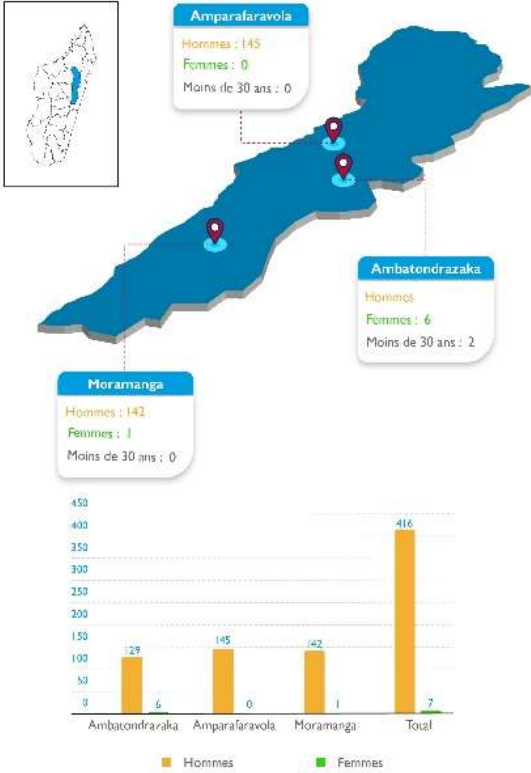 Amparafaravola
Hommes : 145
Femmes : 0
Moins de 30 ans : 0
Ambatondrazaka
Hommes
Femmes : 6
Moins de 30 ans : 2
Moramanga
Hommes : 142
Femmes : 1
Moins de 30 ans : 0
450
400
350
300
250
200
150
100
50
0
129
6
145
0
142
1
416
7
Ambatondrazaka Amparafaravola Moramanga Total
Hommes Femmes